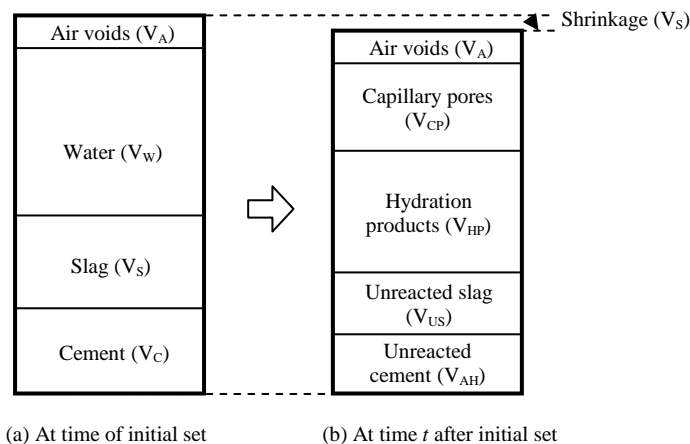 Shrinkage (V_S)
Air voids (V_A)
Water (V_W)
Slag (V_S)
Cement (V_C)
Air voids (V_A)
Capillary pores
(V_CP)
Hydration
products (V_HP)
Unreacted slag
(V_US)
Unreacted
cement (V_AH)
(a) At time of initial set
(b) At time t after initial set